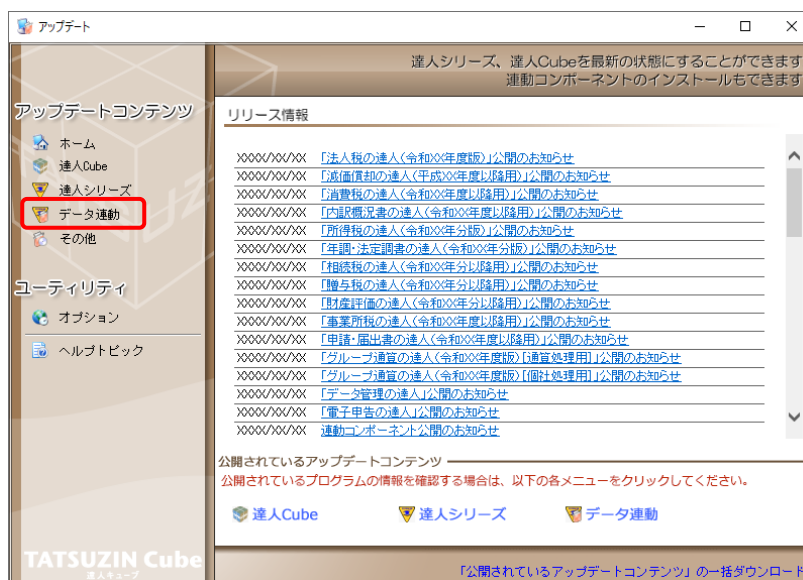 アップデート
達人シリーズ、達人Cubeを最新の状態にすることができます
連動コンポーネントのインストールもできます
アップデートコンテンツ
ホーム
達人Cube
達人シリーズ
データ連動
その他
ユーティリティ
オプション
ヘルプトピック
リリース情報
XXXX/XX/XX 「法人税の達人(令和XX年度版)」公開のお知らせ
XXXX/XX/XX 「減価償却の達人(平成XX年度以降用)」公開のお知らせ
XXXX/XX/XX 「消費税の達人(令和XX年度以降用)」公開のお知らせ
XXXX/XX/XX 「内訳概況書の達人(令和XX年度以降用)」公開のお知らせ
XXXX/XX/XX 「所得税の達人(令和XX年分版)」公開のお知らせ
XXXX/XX/XX 「年調・法定調書の達人(令和XX年分版)」公開のお知らせ
XXXX/XX/XX 「相続税の達人(令和XX年分以降用)」公開のお知らせ
XXXX/XX/XX 「贈与税の達人(令和XX年分以降用)」公開のお知らせ
XXXX/XX/XX 「財産評価の達人(令和XX年分以降用)」公開のお知らせ
XXXX/XX/XX 「事業所税の達人(令和XX年度以降用)」公開のお知らせ
XXXX/XX/XX 「申請・届出書の達人(令和XX年度以降用)」公開のお知らせ
XXXX/XX/XX 「グループ通算の達人(令和XX年度版)[通算処理用]」公開のお知らせ
XXXX/XX/XX 「グループ通算の達人(令和XX年度版)[個社処理用]」公開のお知らせ
XXXX/XX/XX 「データ管理の達人」公開のお知らせ
XXXX/XX/XX 「電子申告の達人」公開のお知らせ
XXXX/XX/XX 連動コンポーネント公開のお知らせ
公開されているアップデートコンテンツ
公開されているプログラムの情報を確認する場合は、以下の各メニューをクリックしてください。
達人Cube 達人シリーズ データ連動
TATSUZIN Cube
達人キューブ
「公開されているアップデートコンテンツ」の一括ダウンロード